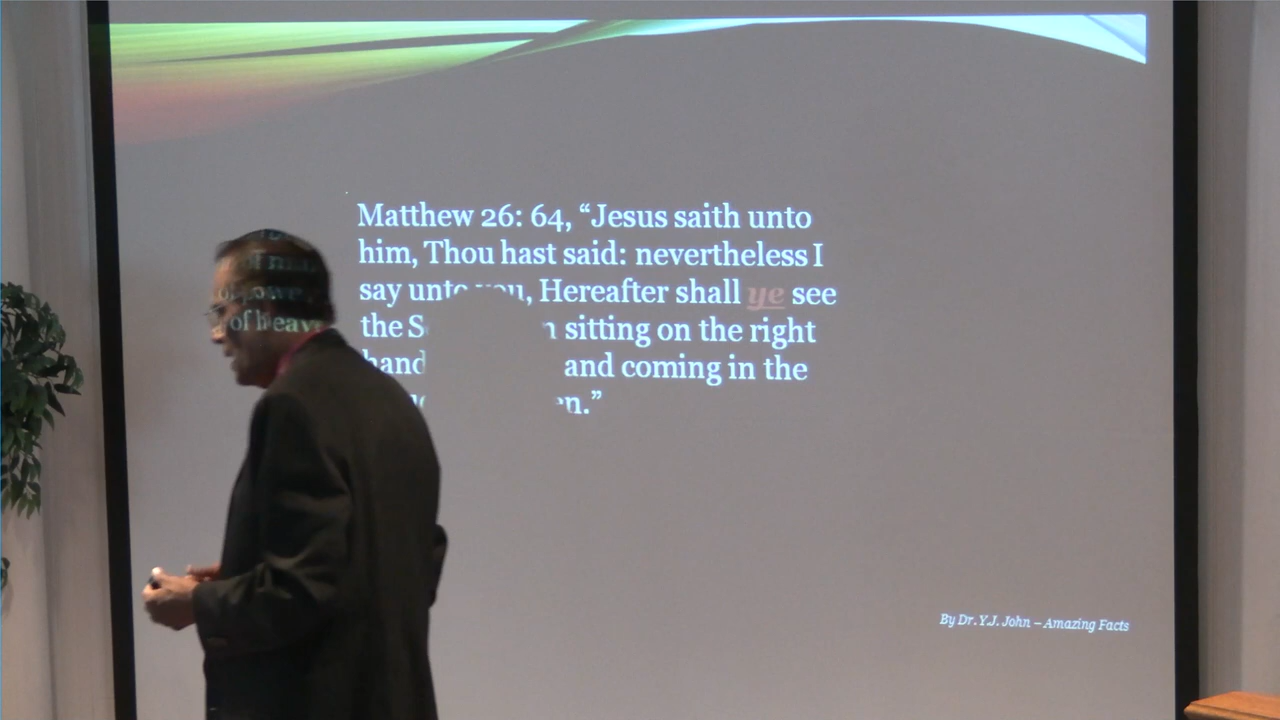 Matthew 26: 64, “Jesus saith unto
him, Thou hast said: nevertheless I
say unto you, Hereafter shall ye see
the sitting on the right
hand and coming in the
By Dr. Y.J. John – Amazing Facts